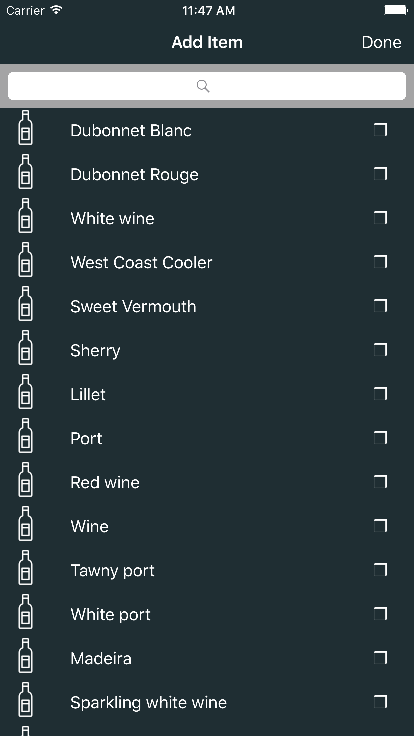 Carrier 11:47 AM
Add Item Done
Dubonnet Blanc
Dubonnet Rouge
White wine
West Coast Cooler
Sweet Vermouth
Sherry
Lillet
Port
Red wine
Wine
Tawny port
White port
Madeira
Sparkling white wine